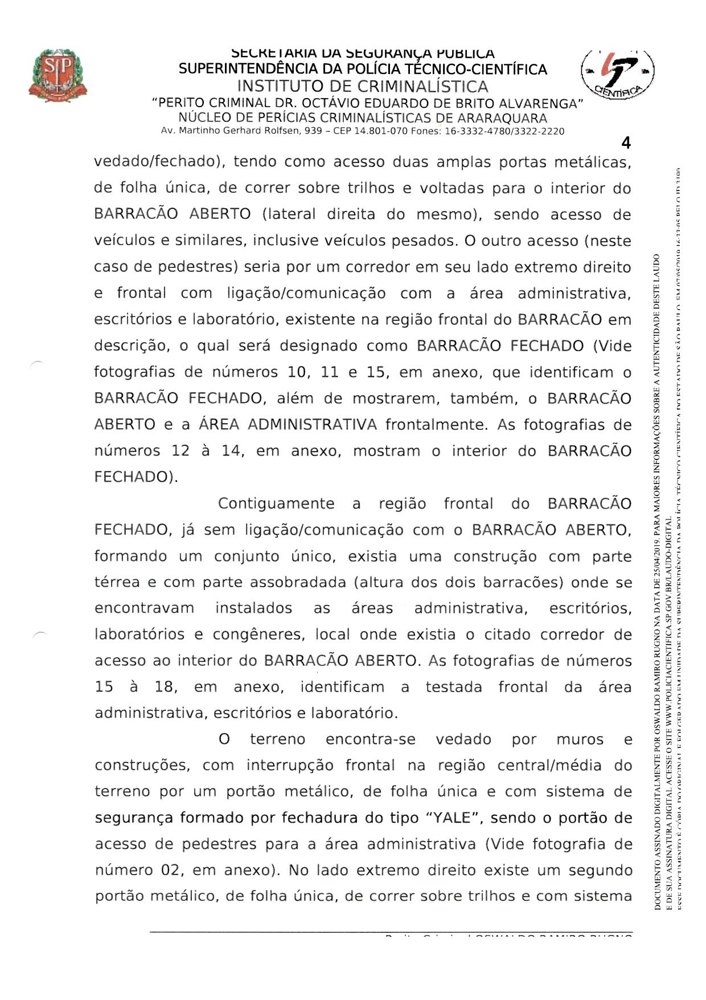 SECRETARIA DA SEGURANÇA PÚBLICA
SUPERINTENDÊNCIA DA POLÍCIA TÉCNICO-CIENTÍFICA
INSTITUTO DE CRIMINALÍSTICA
“PERITO CRIMINAL DR. OCTÁVIO EDUARDO DE BRITO ALVARENGA”
NÚCLEO DE PERÍCIAS CRIMINALÍSTICAS DE ARARAQUARA
Av. Martinho Gerhard Rolfsen, 939 – CEP 14.801-070 Fones: 16-3332-4780/3322-2220
SP
CIENTÍFICA
4
vedado/fechado), tendo como acesso duas amplas portas metálicas,
de folha única, de correr sobre trilhos e voltadas para o interior do
BARRACÃO ABERTO (lateral direita do mesmo), sendo acesso de
veículos e similares, inclusive veículos pesados. O outro acesso (neste
caso de pedestres) seria por um corredor em seu lado extremo direito
e frontal com ligação/comunicação com a área administrativa,
escritórios e laboratório, existente na região frontal do BARRACÃO em
descrição, o qual será designado como BARRACÃO FECHADO (Vide
fotografias de números 10, 11 e 15, em anexo, que identificam o
BARRACÃO FECHADO, além de mostrarem, também, o BARRACÃO
ABERTO e a ÁREA ADMINISTRATIVA frontalmente. As fotografias de
números 12 à 14, em anexo, mostram o interior do BARRACÃO
FECHADO).
Contiguamente a região frontal do BARRACÃO
FECHADO, já sem ligação/comunicação com o BARRACÃO ABERTO,
formando um conjunto único, existia uma construção com parte
térrea e com parte assobradada (altura dos dois barracões) onde se
encontravam instalados as áreas administrativa, escritórios,
laboratórios e congêneres, local onde existia o citado corredor de
acesso ao interior do BARRACÃO ABERTO. As fotografias de números
15 à 18, em anexo, identificam a testada frontal da área
administrativa, escritórios e laboratório.
O terreno encontra-se vedado por muros e
construções, com interrupção frontal na região central/média do
terreno por um portão metálico, de folha única e com sistema de
segurança formado por fechadura do tipo “YALE”, sendo o portão de
acesso de pedestres para a área administrativa (Vide fotografia de
número 02, em anexo). No lado extremo direito existe um segundo
portão metálico, de folha única, de correr sobre trilhos e com sistema
Perito Criminal OSWALDO RAMIRO RUGNO
DOCUMENTO ASSINADO DIGITALMENTE POR OSWALDO RAMIRO RUGNO NA DATA DE 25/04/2019. PARA MAIORES INFORMAÇÕES SOBRE A AUTENTICIDADE DESTE LAUDO
E DE SUA ASSINATURA DIGITAL ACESSE O SITE WWW.POLICIACIENTIFICA.SP.GOV.BR/LAUDO-DIGITAL
ESSE DOCUMENTO É CÓPIA DO ORIGINAL E FOI GERADO EM UNIDADE DA SUPERINTENDÊNCIA DA POLÍCIA TÉCNICO CIENTÍFICA DO ESTADO DE SÃO PAULO, EM 07/05/2019